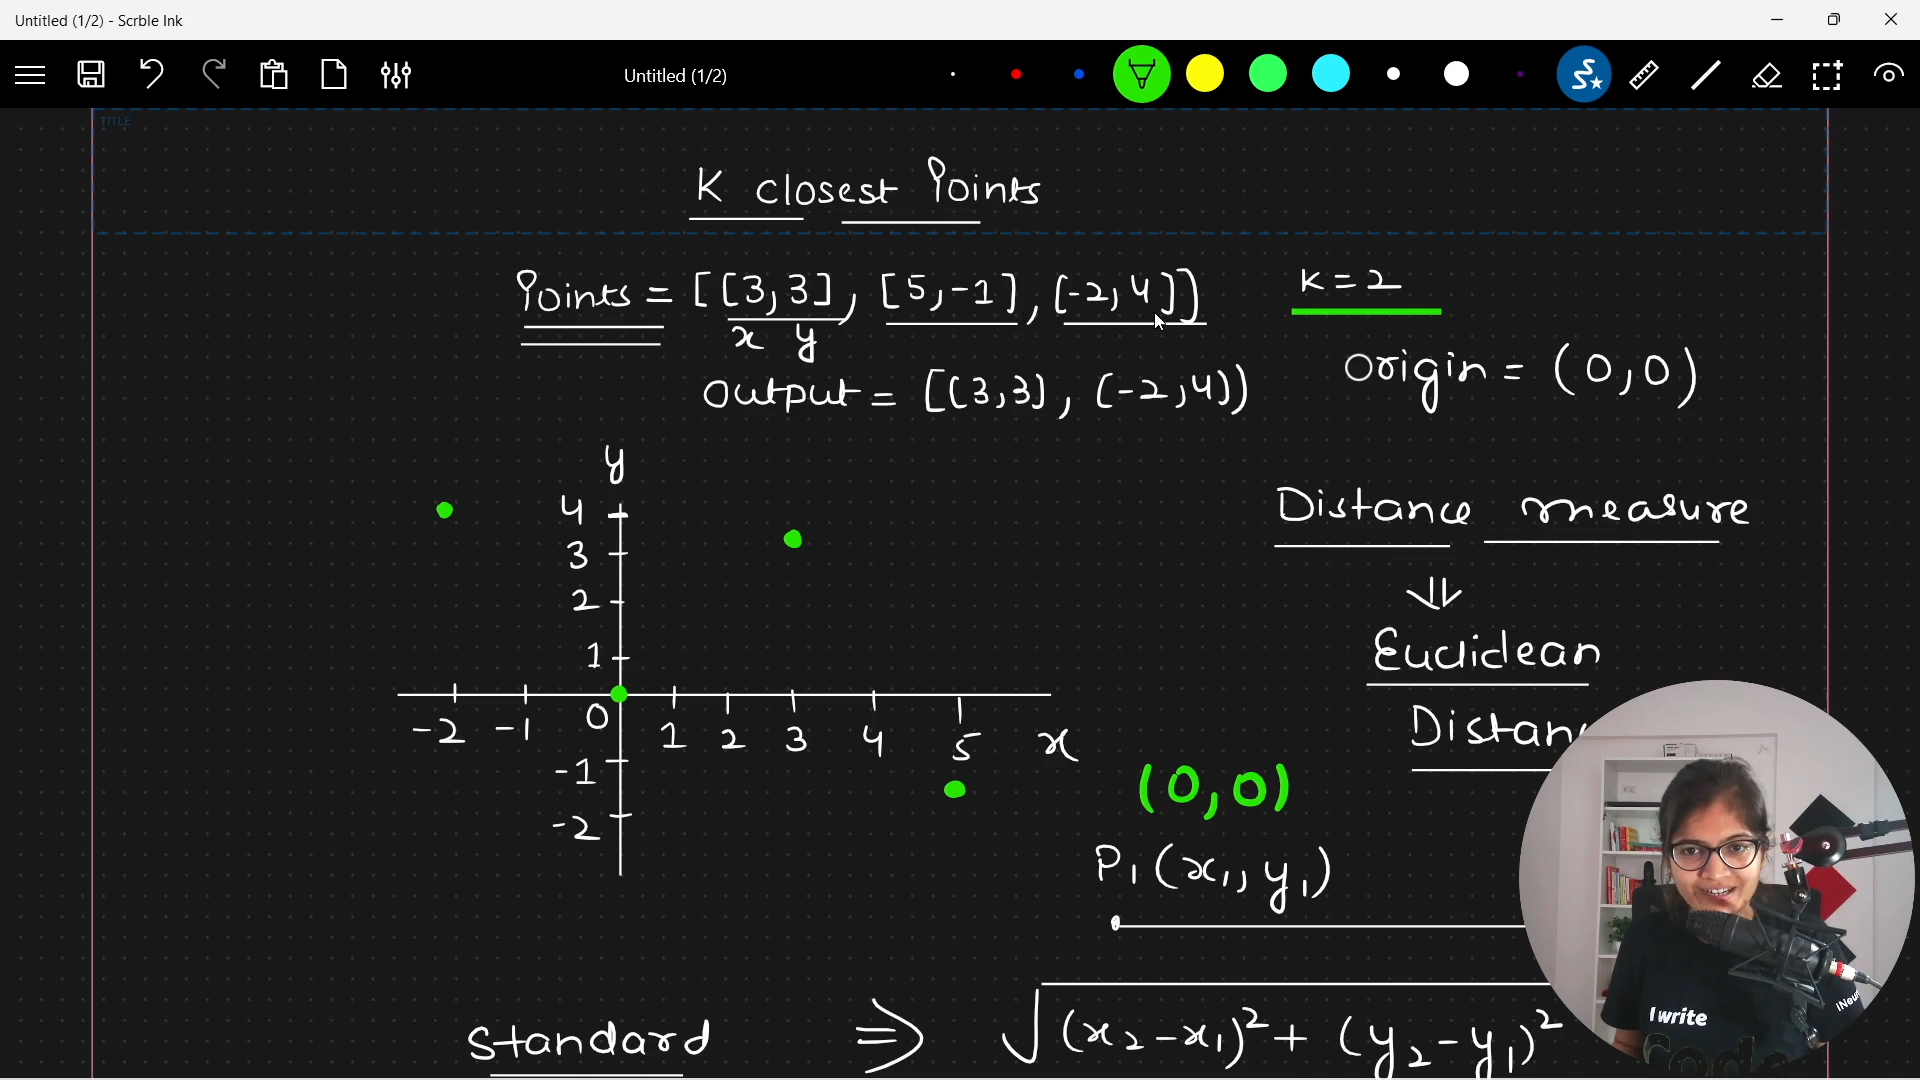 Untitled (1/2) - Scrble Ink
Untitled (1/2)
TITLE
K closest Points
Points = [[3,3], [5,-1], [-2,4]]
K=2
x y
origin = (0,0)
output = [(3,3), (-2,4)]
y
4
3
2
1
0
-2 -1 1 2 3 4 5 x
-1
-2
Distance measure
⇓
Euclidean
(0,0)
P1(x1, y1)
standard ⇒ √(x2-x1)²+ (y2-y1)²
I write
code